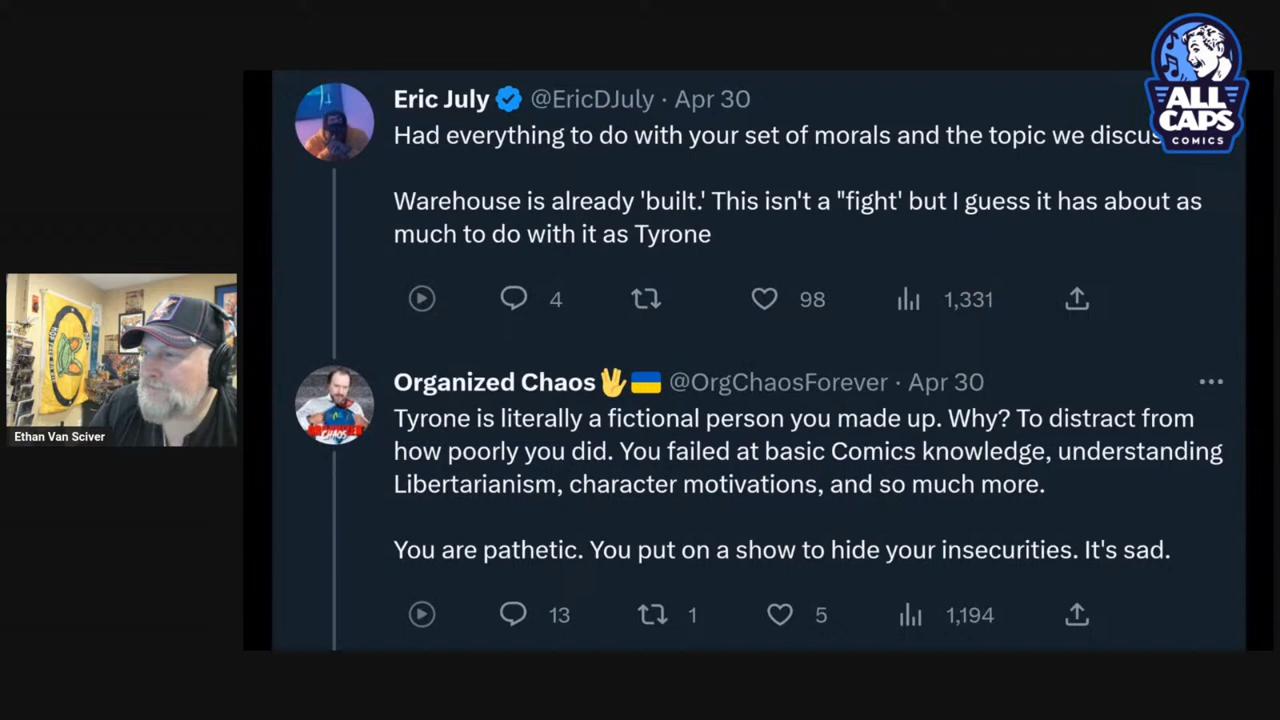 Eric July @EricDJuly · Apr 30
Had everything to do with your set of morals and the topic we
Warehouse is already 'built.' This isn't a "fight' but I guess it has about as
much to do with it as Tyrone
4 98 1,331
ALL
CAPS
COMICS
Ethan Van Sciver
Organized Chaos🖖🇺🇦 @OrgChaosForever · Apr 30
Tyrone is literally a fictional person you made up. Why? To distract from
how poorly you did. You failed at basic Comics knowledge, understanding
Libertarianism, character motivations, and so much more.
You are pathetic. You put on a show to hide your insecurities. It's sad.
13 1 5 1,194